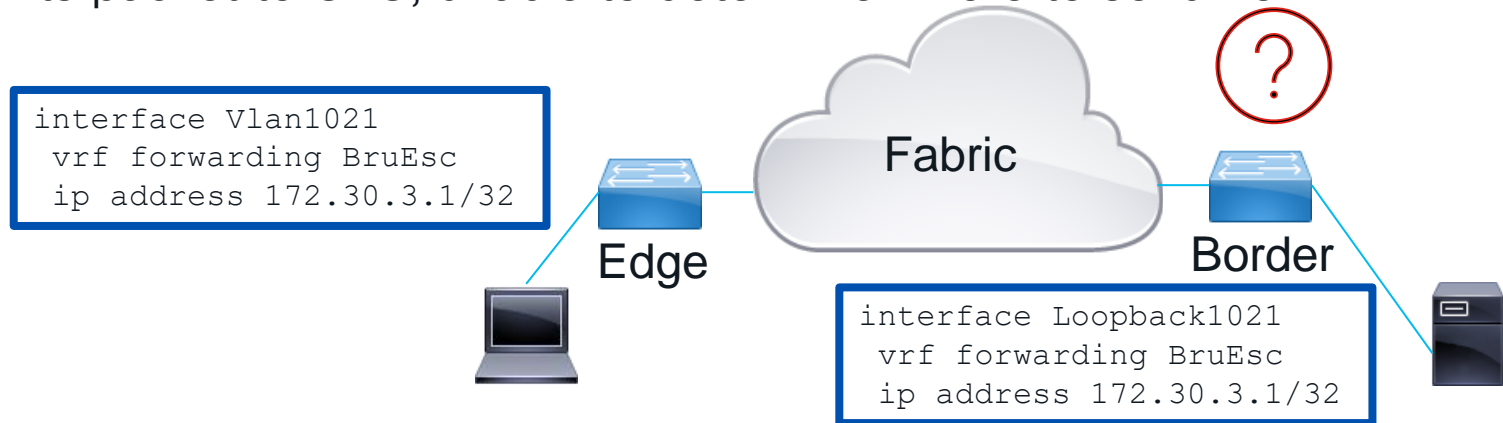 interface Vlan1021
vrf forwarding BruEsc
ip address 172.30.3.1/32
?
Fabric
Edge
Border
interface Loopback1021
vrf forwarding BruEsc
ip address 172.30.3.1/32